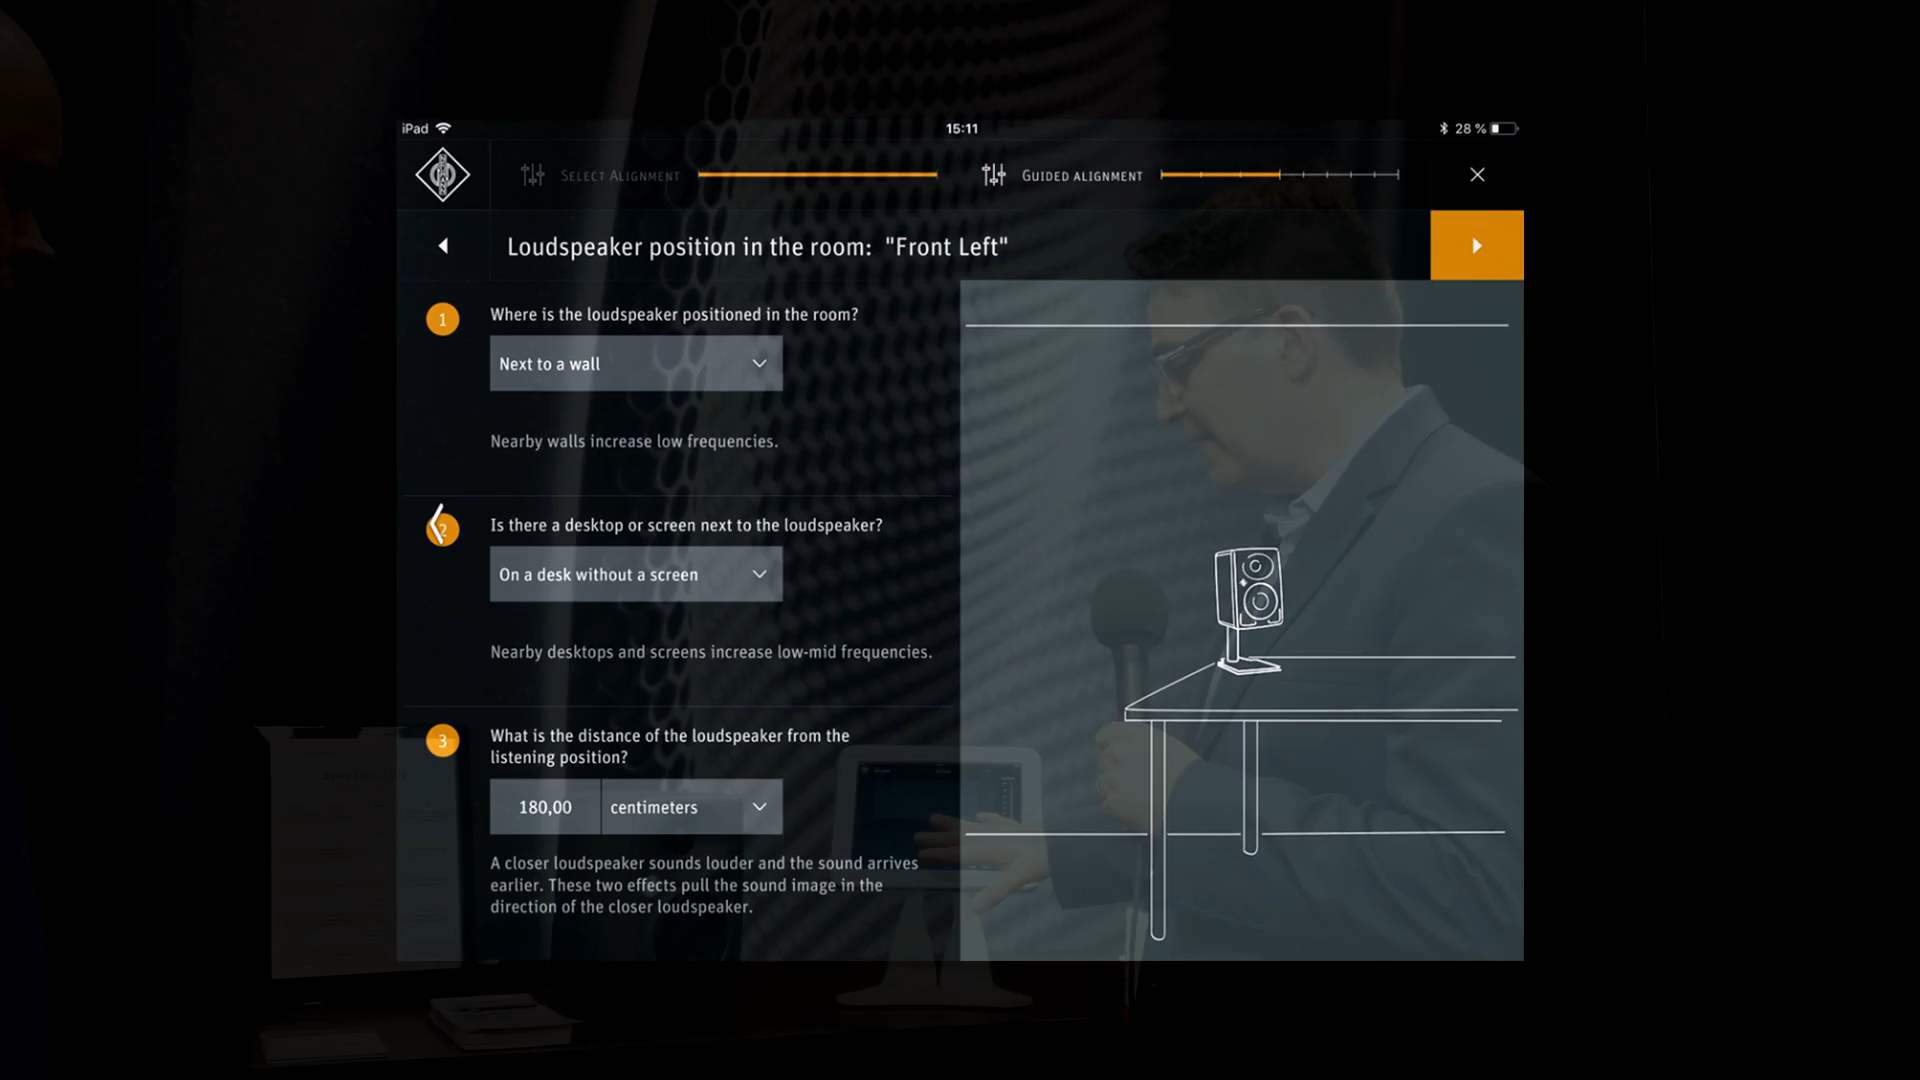 iPad
15:11
28 %
SELECT ALIGNMENT
GUIDED ALIGNMENT
Loudspeaker position in the room: "Front Left"
1
Where is the loudspeaker positioned in the room?
Next to a wall
Nearby walls increase low frequencies.
2
Is there a desktop or screen next to the loudspeaker?
On a desk without a screen
Nearby desktops and screens increase low-mid frequencies.
3
What is the distance of the loudspeaker from the
listening position?
180,00 centimeters
A closer loudspeaker sounds louder and the sound arrives
earlier. These two effects pull the sound image in the
direction of the closer loudspeaker.